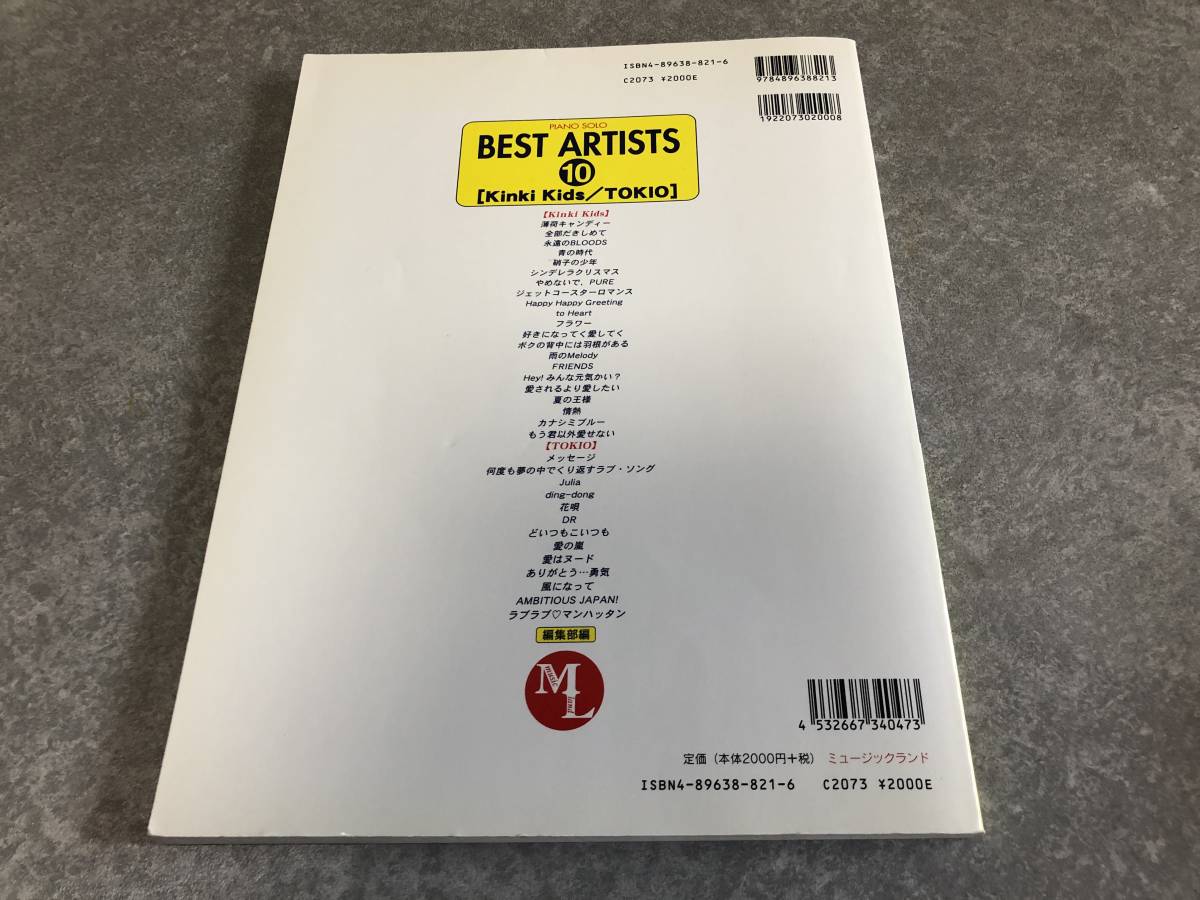 ISBN4-89638-821-6
C2073 ¥2000E
9784896388213
1922073020008
PIANO SOLO
BEST ARTISTS
10
[Kinki Kids/TOKIO]
【Kinki Kids】
薄荷キャンディー
全部だきしめて
永遠のBLOODS
青の時代
硝子の少年
シンデレラクリスマス
やめないで、PURE
ジェットコースターロマンス
Happy Happy Greeting
to Heart
フラワー
好きになってく愛してく
ボクの背中には羽根がある
雨のMelody
FRIENDS
Hey! みんな元気かい？
愛されるより愛したい
夏の王様
情熱
カナシミブルー
もう君以外愛せない
【TOKIO】
メッセージ
何度も夢の中でくり返すラブ・ソング
Julia
ding-dong
花唄
DR
どいつもこいつも
愛の嵐
愛はヌード
ありがとう…勇気
風になって
AMBITIOUS JAPAN!
ラブラブ♡マンハッタン
編集部編
Music Land
4 532667 340473
定価（本体2000円＋税） ミュージックランド
ISBN4-89638-821-6 C2073 ¥2000E